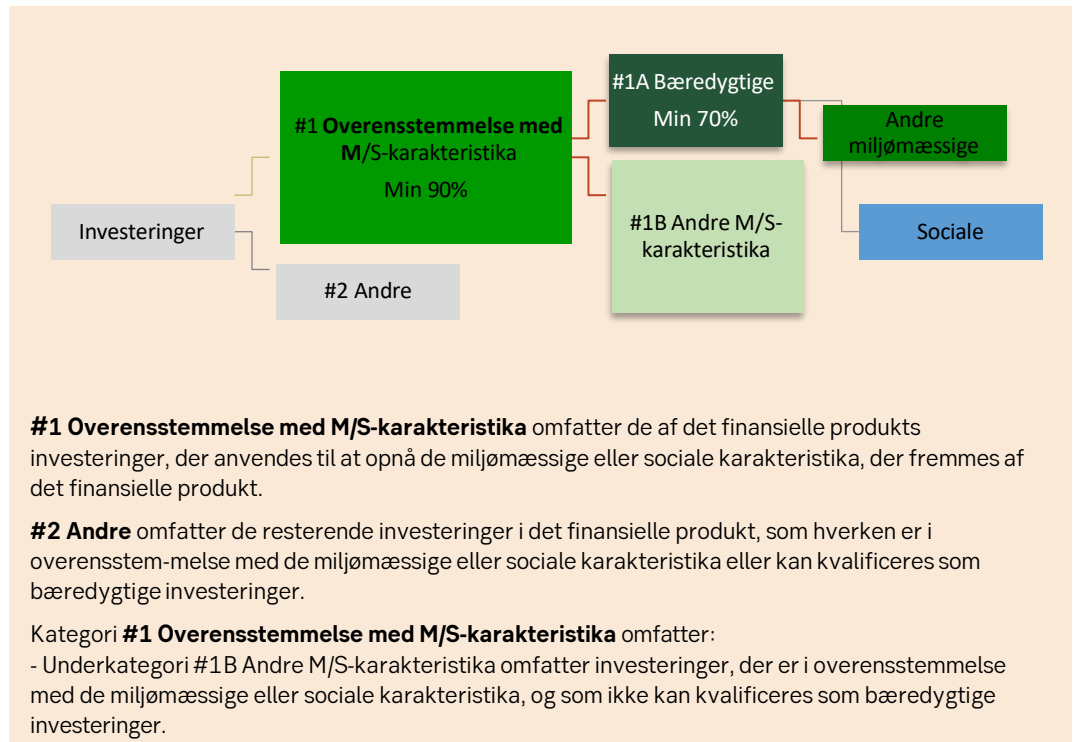 #1A Bæredygtige
Min 70%
#1 Overensstemmelse med
M/S-karakteristika
Min 90%
Andre
miljømæssige
Investeringer
#1B Andre M/S-
karakteristika
Sociale
#2 Andre
#1 Overensstemmelse med M/S-karakteristika omfatter de af det finansielle produkts
investeringer, der anvendes til at opnå de miljømæssige eller sociale karakteristika, der fremmes af
det finansielle produkt.
#2 Andre omfatter de resterende investeringer i det finansielle produkt, som hverken er i
overensstem-melse med de miljømæssige eller sociale karakteristika eller kan kvalificeres som
bæredygtige investeringer.
Kategori #1 Overensstemmelse med M/S-karakteristika omfatter:
- Underkategori #1B Andre M/S-karakteristika omfatter investeringer, der er i overensstemmelse
med de miljømæssige eller sociale karakteristika, og som ikke kan kvalificeres som bæredygtige
investeringer.